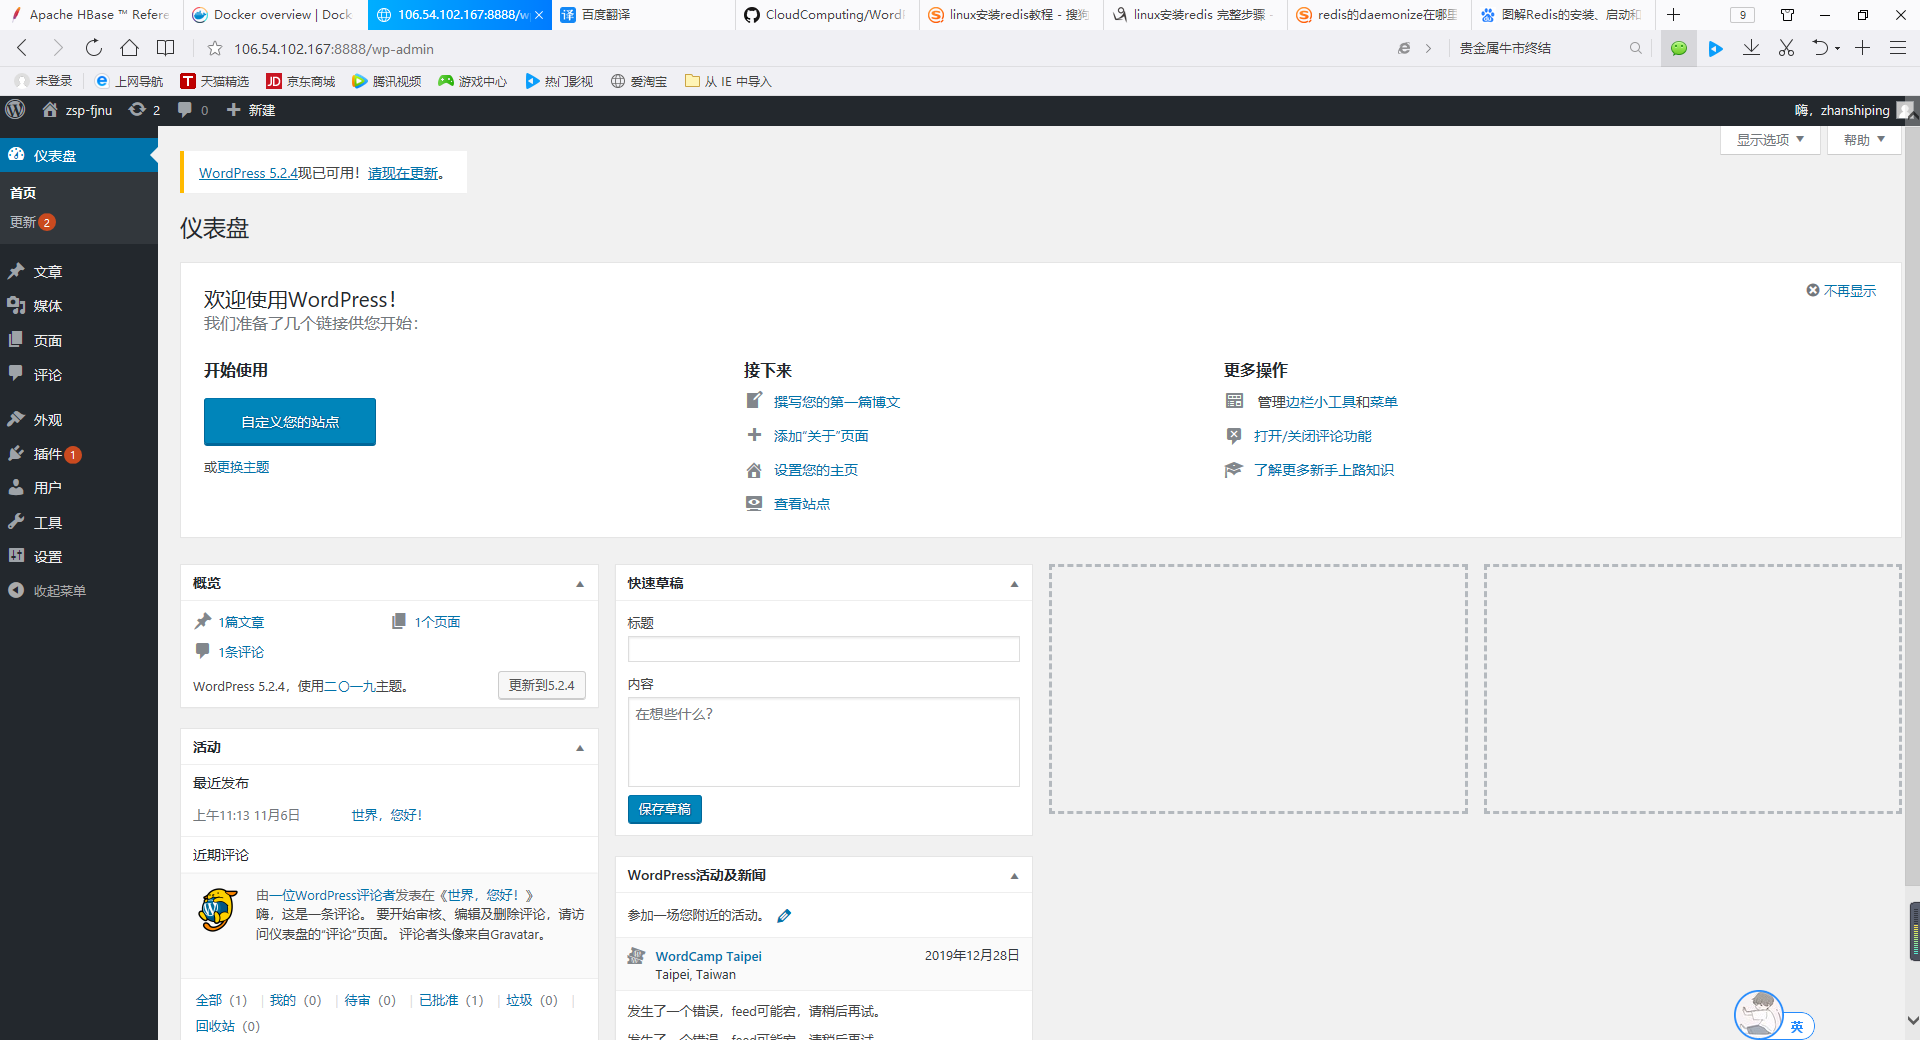 Apache HBase ™ Refere
Docker overview | Dock
106.54.102.167:8888/w
百度翻译
CloudComputing/WordP
linux安装redis教程 - 搜狗
linux安装redis 完整步骤 -
redis的daemonize在哪里
图解Redis的安装、启动和
9
106.54.102.167:8888/wp-admin
贵金属牛市终结
未登录
上网导航
天猫精选
京东商城
腾讯视频
游戏中心
热门影视
爱淘宝
从 IE 中导入
zsp-fjnu
2
0
新建
嗨，zhanshiping
仪表盘
首页
更新 2
文章
媒体
页面
评论
外观
插件 1
用户
工具
设置
收起菜单
显示选项
帮助
WordPress 5.2.4现已可用！请现在更新。
仪表盘
欢迎使用WordPress！
我们准备了几个链接供您开始：
不再显示
开始使用
自定义您的站点
或更换主题
接下来
撰写您的第一篇博文
添加“关于”页面
设置您的主页
查看站点
更多操作
管理边栏小工具和菜单
打开/关闭评论功能
了解更多新手上路知识
概览
1篇文章
1个页面
1条评论
WordPress 5.2.4，使用二〇一九主题。
更新到5.2.4
活动
最近发布
上午11:13 11月6日
世界，您好！
近期评论
由一位WordPress评论者发表在《世界，您好！》
嗨，这是一条评论。 要开始审核、编辑及删除评论，请访
问仪表盘的“评论”页面。 评论者头像来自Gravatar。
全部 （1） | 我的 （0） | 待审 （0） | 已批准 （1） | 垃圾 （0） |
回收站 （0）
快速草稿
标题
内容
在想些什么？
保存草稿
WordPress活动及新闻
参加一场您附近的活动。
WordCamp Taipei
2019年12月28日
Taipei, Taiwan
发生了一个错误，feed可能宕，请稍后再试。
发生了一个错误，feed可能宕，请稍后再试。
英